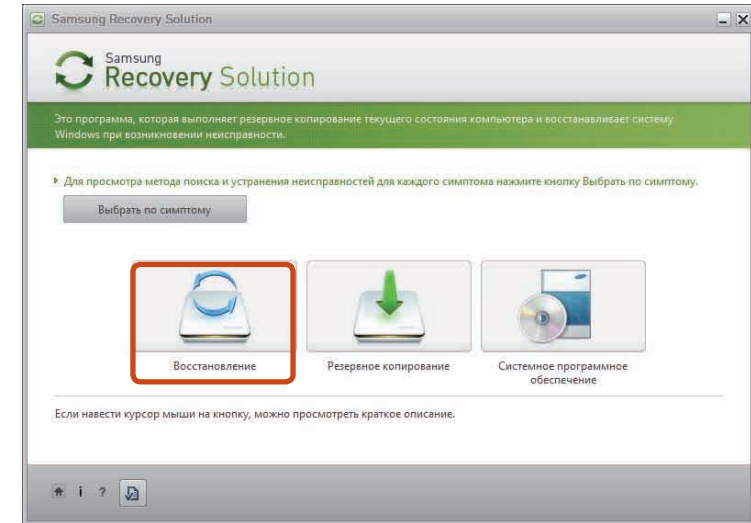 Samsung Recovery Solution
Samsung
Recovery Solution
Это программа, которая выполняет резервное копирование текущего состояния компьютера и восстанавливает систему
Windows при возникновении неисправности.
Для просмотра метода поиска и устранения неисправностей для каждого симптома нажмите кнопку Выбрать по симптому.
Выбрать по симптому
Восстановление
Резервное копирование
Системное программное
обеспечение
Если навести курсор мыши на кнопку, можно просмотреть краткое описание.
i ?